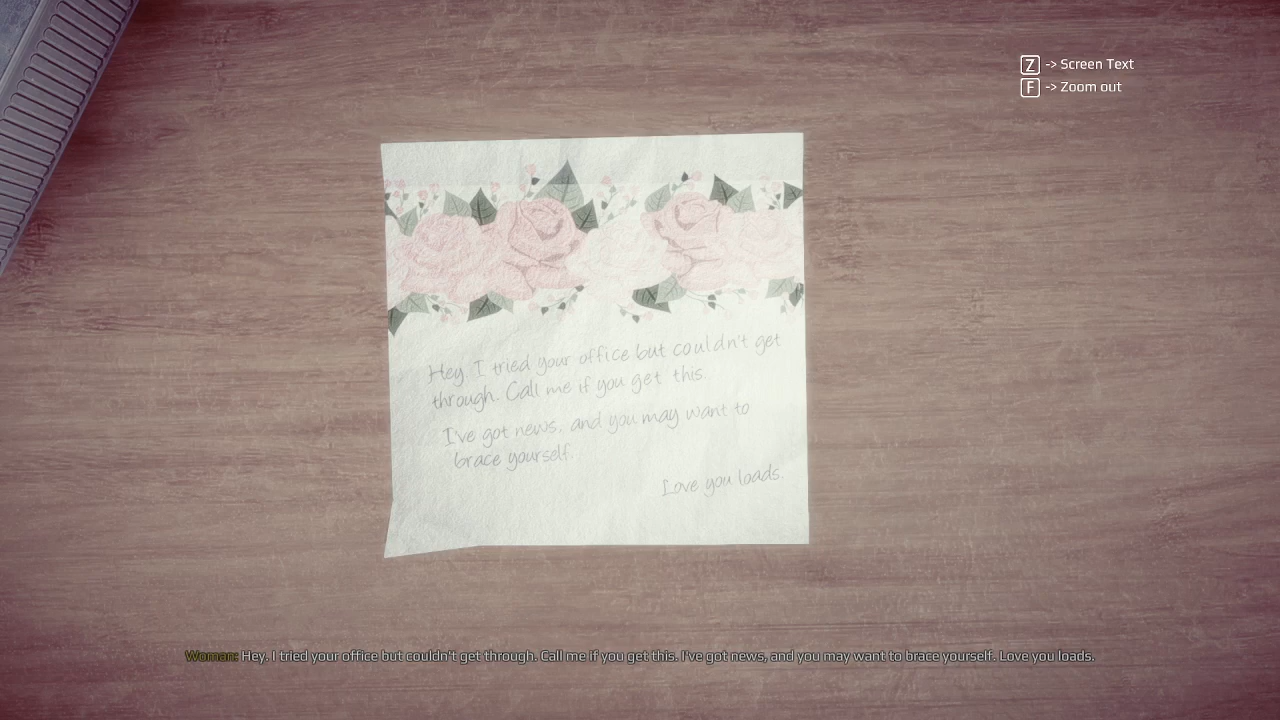 Z -> Screen Text
F -> Zoom out
Hey. I tried your office but couldn't get
through. Call me if you get this.
I've got news, and you may want to
brace yourself.
Love you loads.
Woman: Hey. I tried your office but couldn't get through. Call me if you get this. I've got news, and you may want to brace yourself. Love you loads.